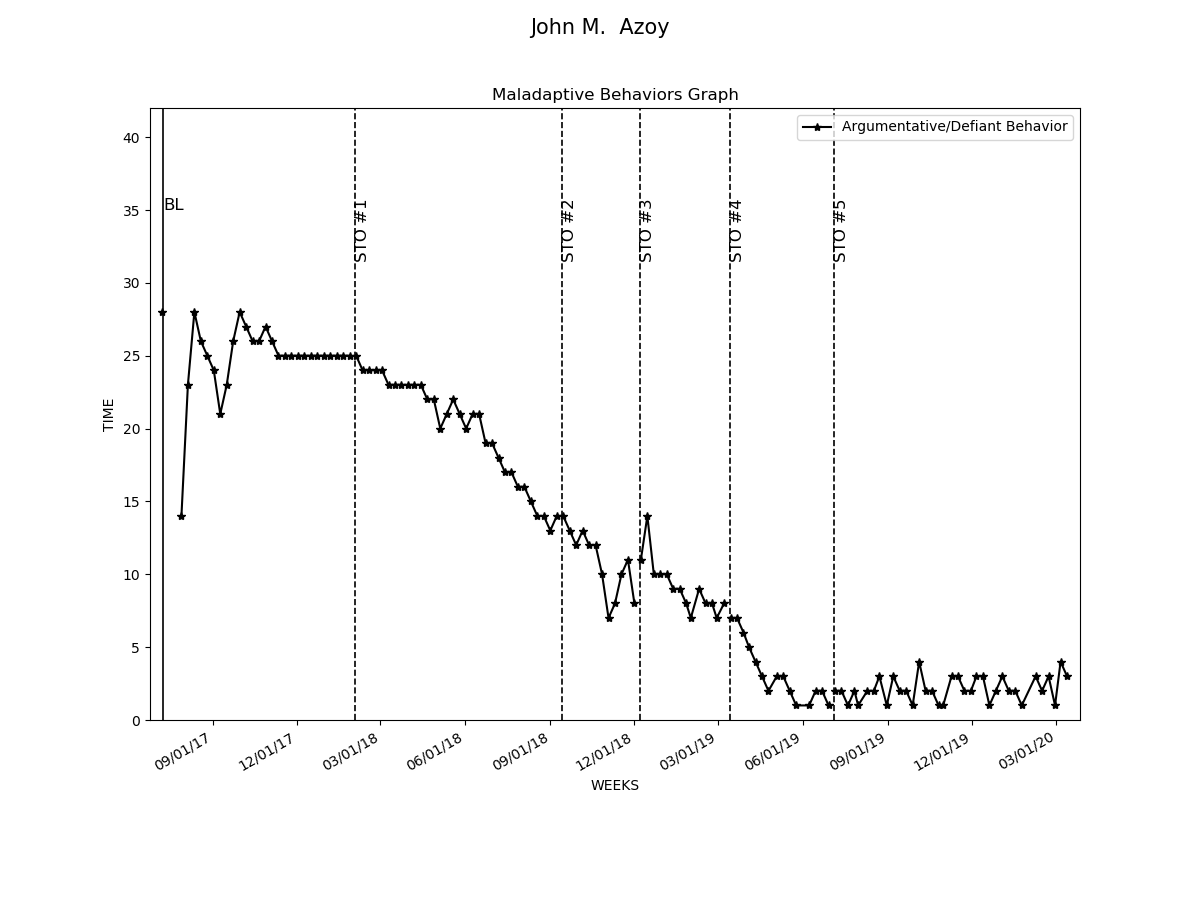 John M.  Azoy
Maladaptive Behaviors Graph
Argumentative/Defiant Behavior
BL
STO #1
STO #2
STO #3
STO #4
STO #5
40
35
30
25
20
15
10
5
0
TIME
09/01/17
12/01/17
03/01/18
06/01/18
09/01/18
12/01/18
03/01/19
06/01/19
09/01/19
12/01/19
03/01/20
WEEKS